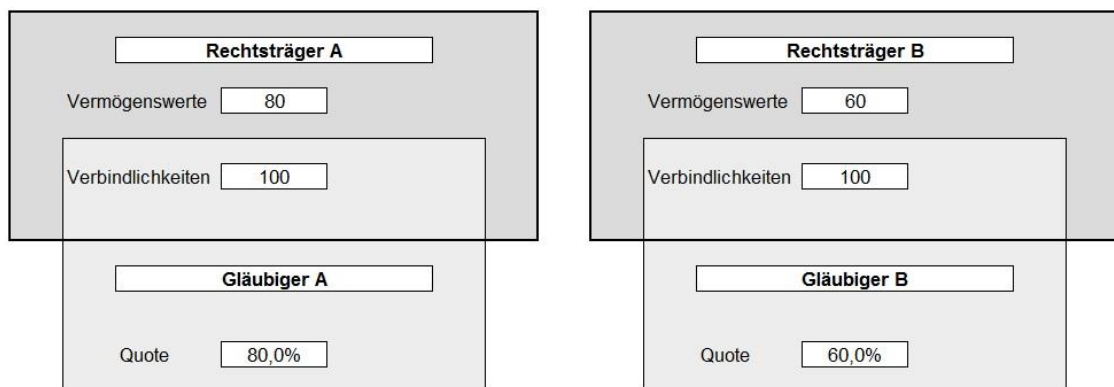 Rechtsträger A
Vermögenswerte 80
Verbindlichkeiten 100
Gläubiger A
Quote 80,0%
Rechtsträger B
Vermögenswerte 60
Verbindlichkeiten 100
Gläubiger B
Quote 60,0%